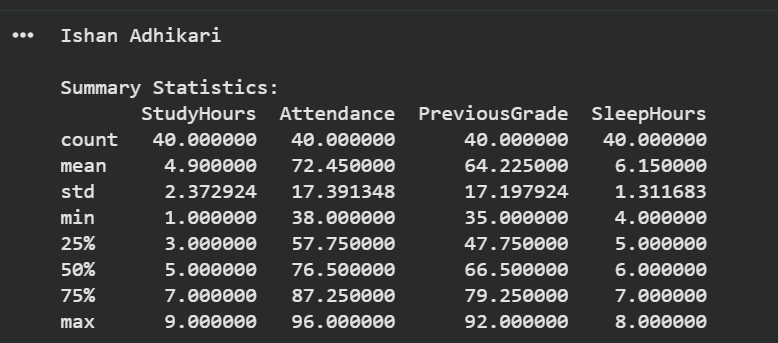 ••• Ishan Adhikari
Summary Statistics:
StudyHours Attendance PreviousGrade SleepHours
count 40.000000 40.000000 40.000000 40.000000
mean 4.900000 72.450000 64.225000 6.150000
std 2.372924 17.391348 17.197924 1.311683
min 1.000000 38.000000 35.000000 4.000000
25% 3.000000 57.750000 47.750000 5.000000
50% 5.000000 76.500000 66.500000 6.000000
75% 7.000000 87.250000 79.250000 7.000000
max 9.000000 96.000000 92.000000 8.000000